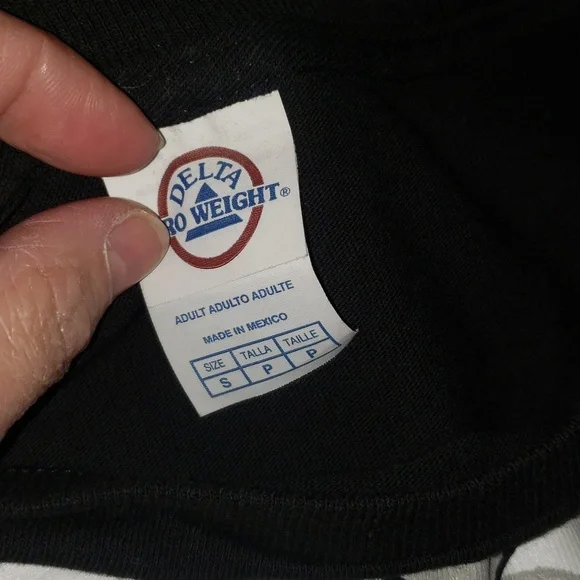 DELTA
RO WEIGHT®
ADULT ADULTO ADULTE
MADE IN MEXICO
SIZE TALLA TAILLE
S P P